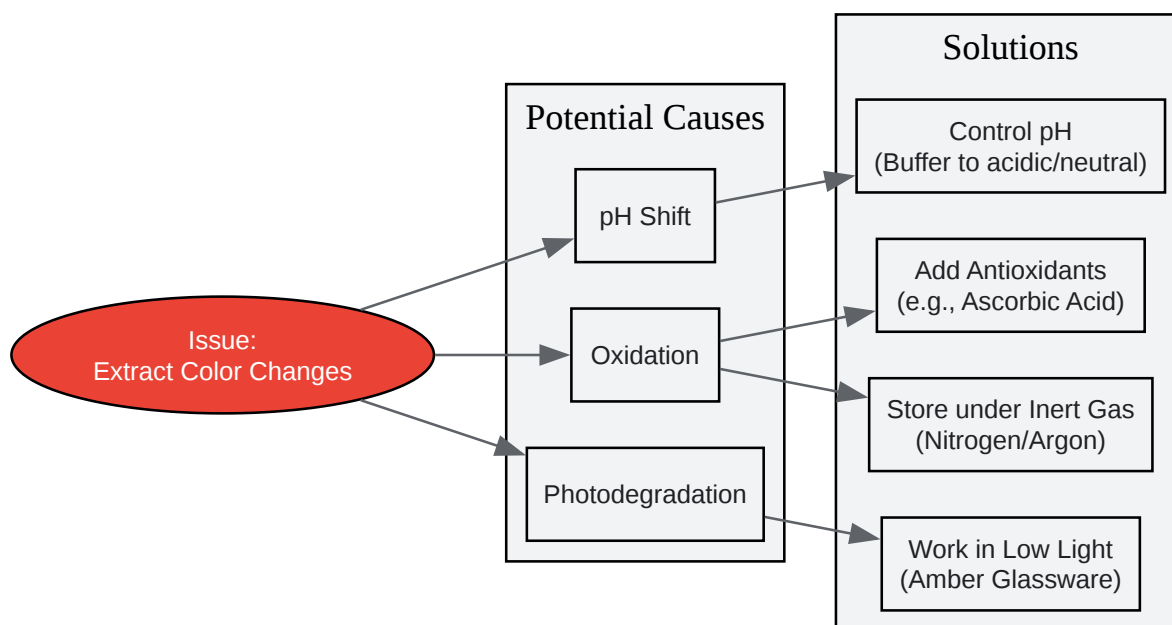 Issue:
Extract Color Changes
Potential Causes
pH Shift
Oxidation
Photodegradation
Solutions
Control pH
(Buffer to acidic/neutral)
Add Antioxidants
(e.g., Ascorbic Acid)
Store under Inert Gas
(Nitrogen/Argon)
Work in Low Light
(Amber Glassware)